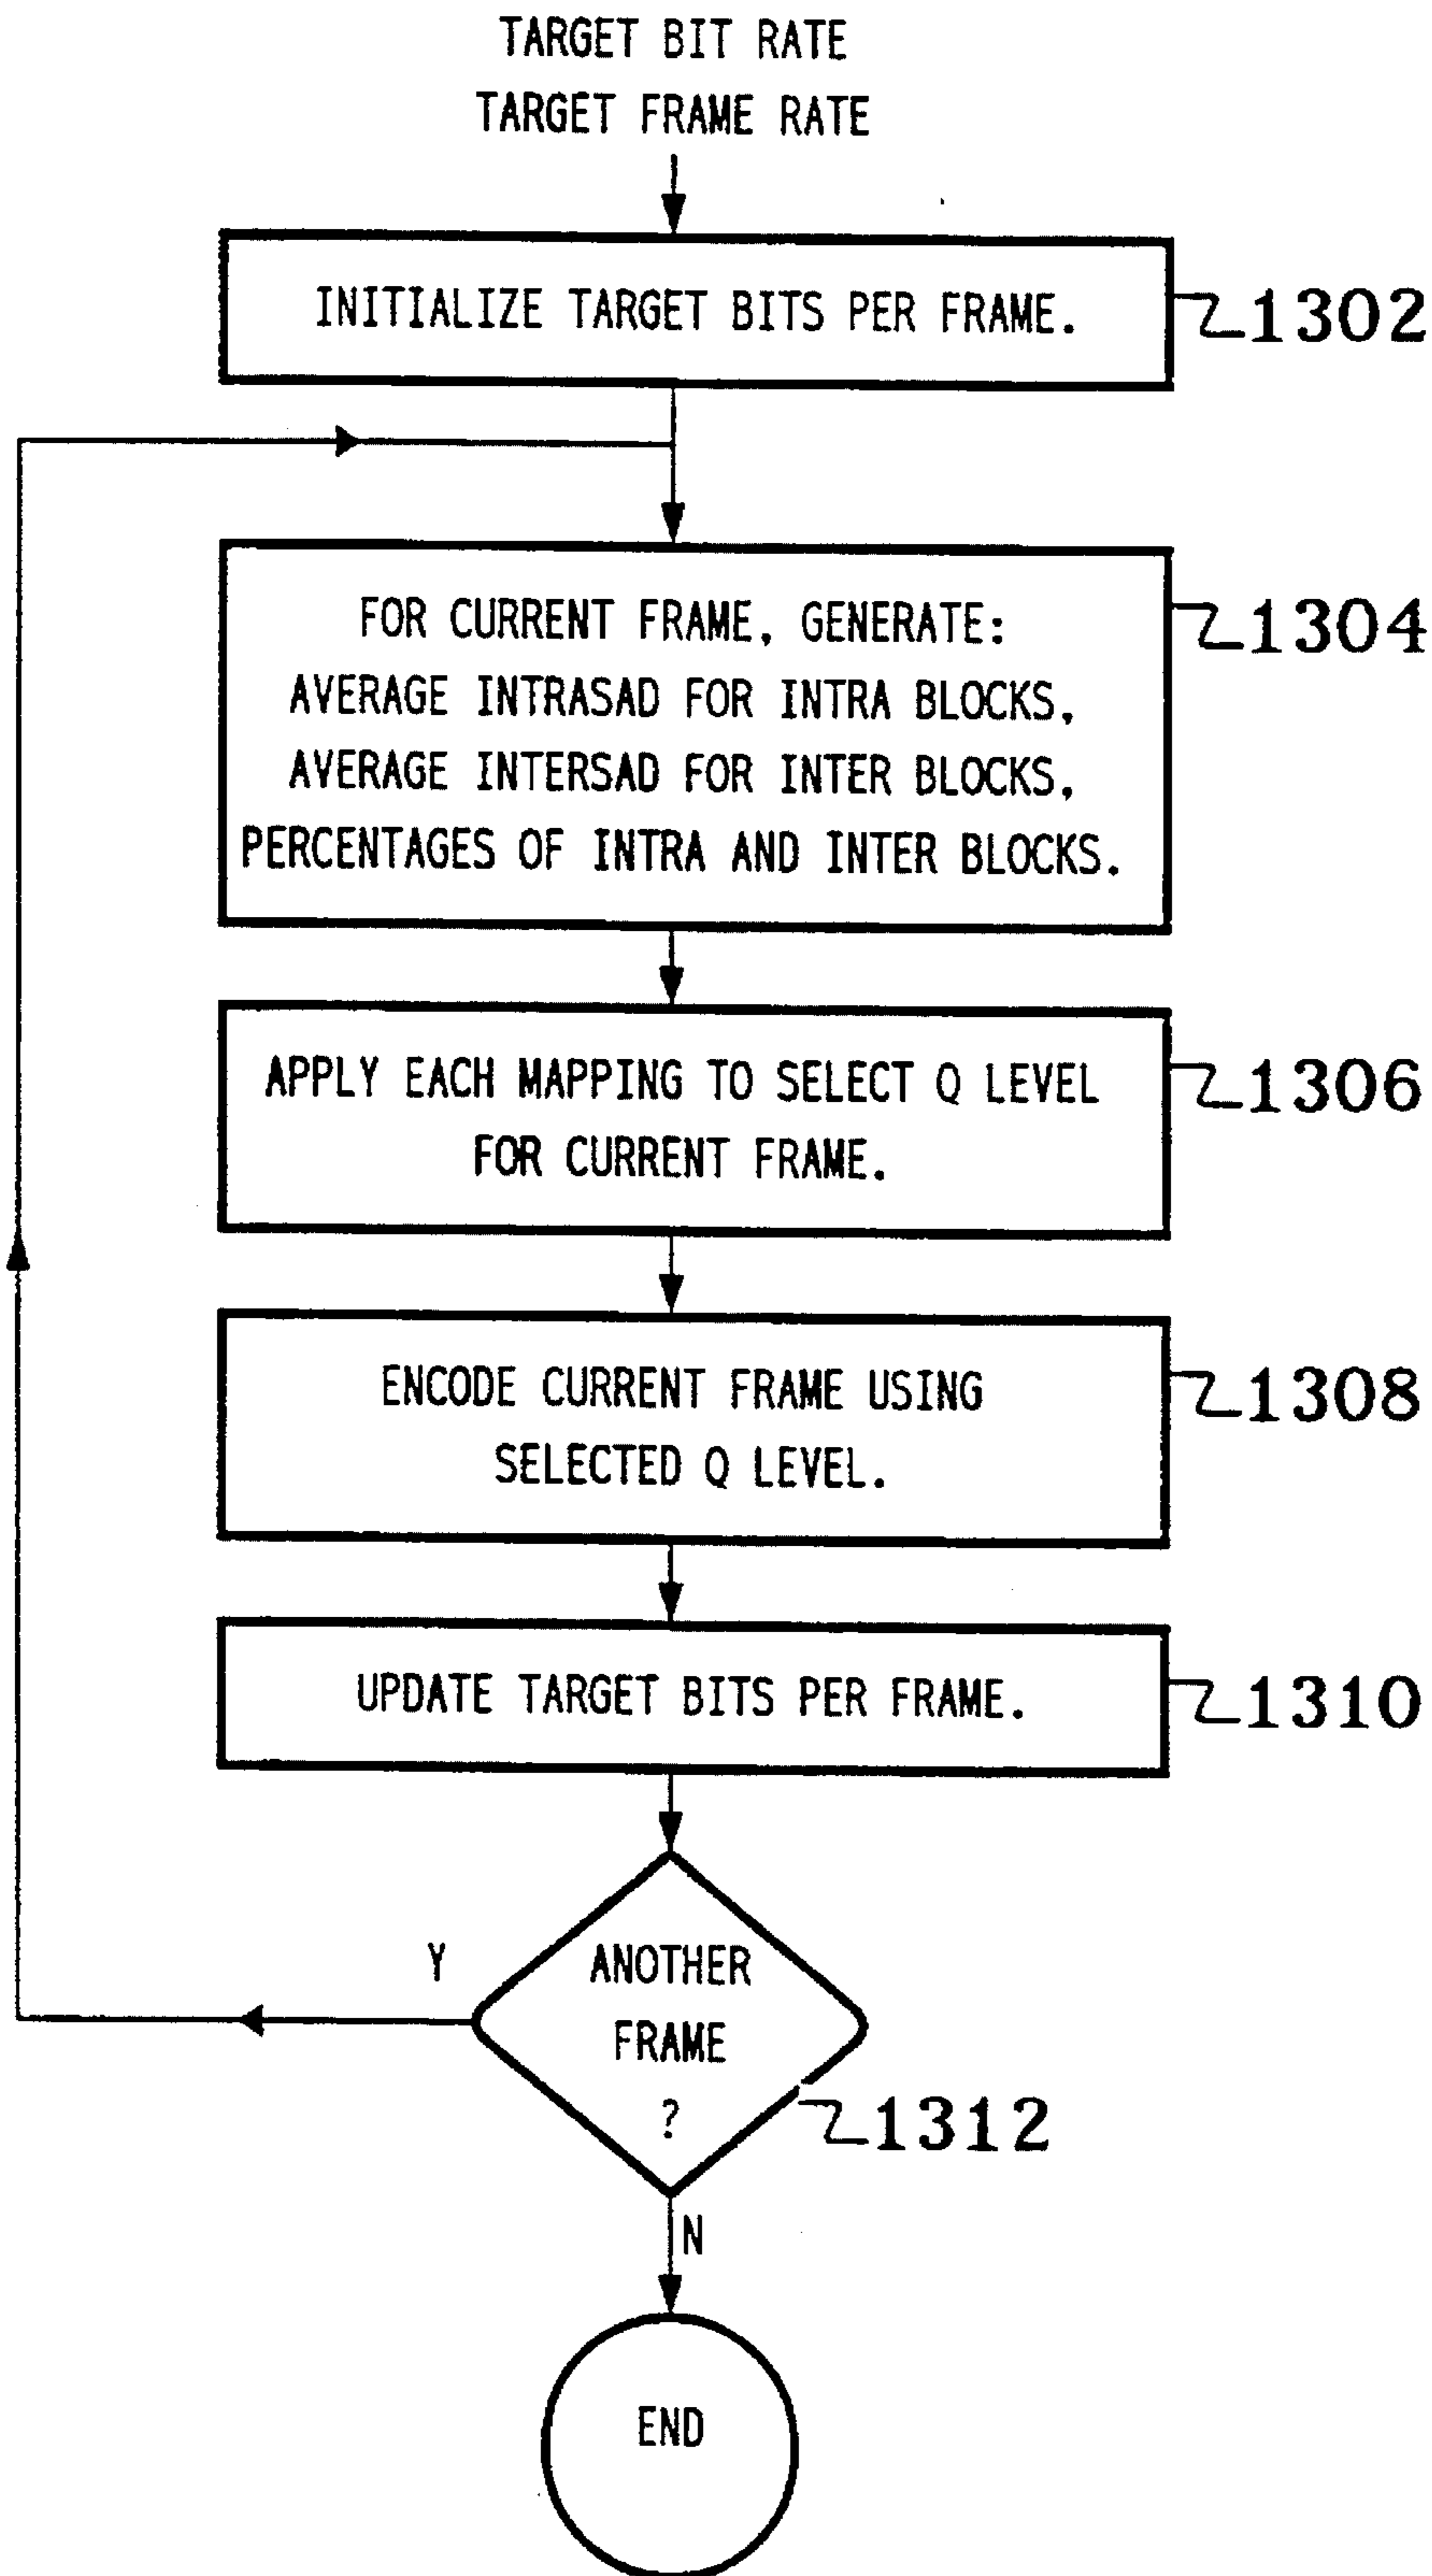 TARGET BIT RATE
TARGET FRAME RATE
INITIALIZE TARGET BITS PER FRAME.
1302
FOR CURRENT FRAME, GENERATE:
AVERAGE INTRASAD FOR INTRA BLOCKS,
AVERAGE INTERSAD FOR INTER BLOCKS,
PERCENTAGES OF INTRA AND INTER BLOCKS.
1304
APPLY EACH MAPPING TO SELECT Q LEVEL
FOR CURRENT FRAME.
1306
ENCODE CURRENT FRAME USING
SELECTED Q LEVEL.
1308
UPDATE TARGET BITS PER FRAME.
1310
Y
ANOTHER
FRAME
?
1312
N
END